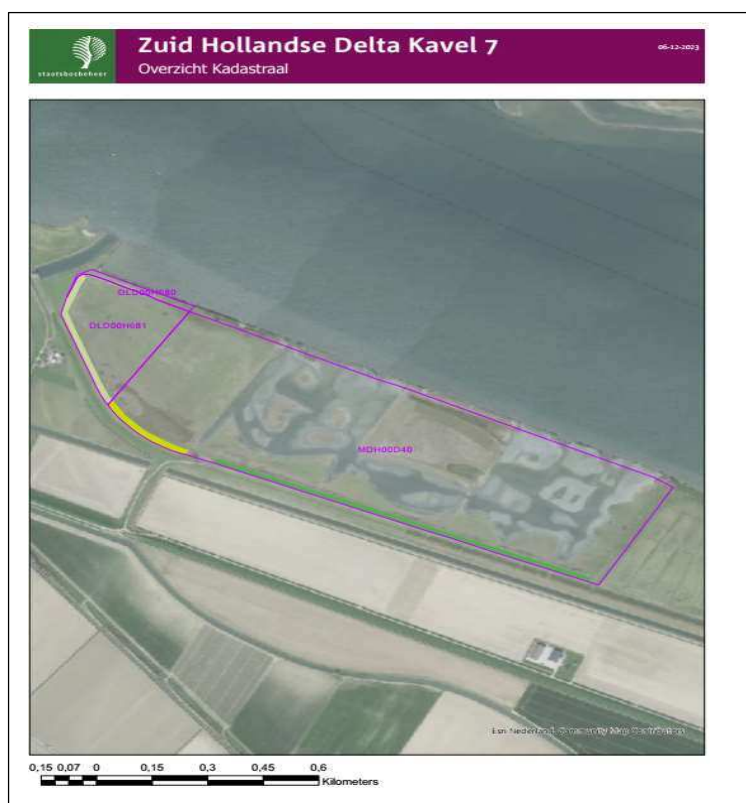 Zuid Hollandse Delta Kavel 7
06-12-2023
staatsbosbeheer
Overzicht Kadastraal
DLD00H680
DLD00H681
MDH00D40
Esri Nederland, Community Map Contributors
0,15 0,07 0 0,15 0,3 0,45 0,6
Kilometers